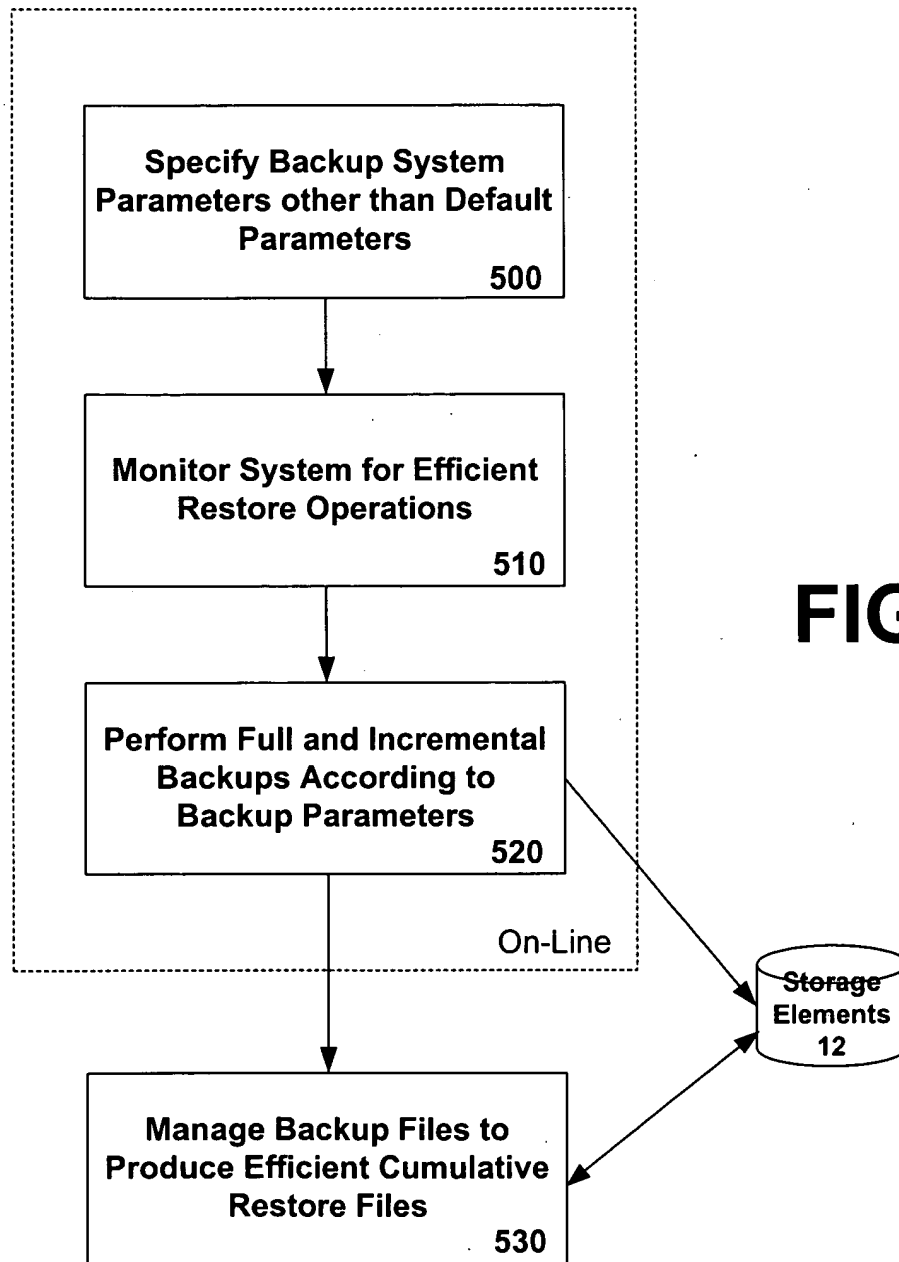 Specify Backup System
Parameters other than Default
Parameters
500
Monitor System for Efficient
Restore Operations
510
FIG
Perform Full and Incremental
Backups According to
Backup Parameters
520
On-Line
Storage
Elements
12
Manage Backup Files to
Produce Efficient Cumulative
Restore Files
530